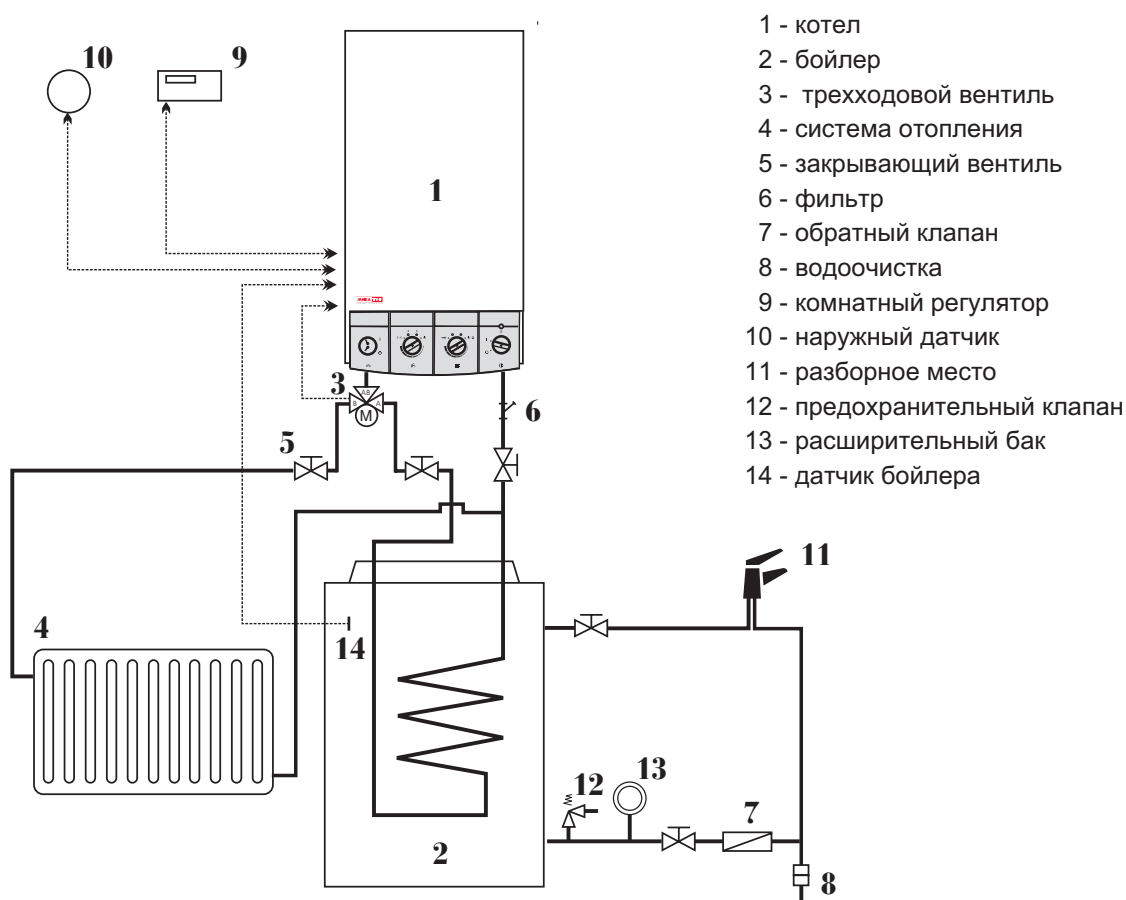 10
9
1 - котел
2 - бойлер
3 - трехходовой вентиль
4 - система отопления
5 - закрывающий вентиль
6 - фильтр
7 - обратный клапан
8 - водоочистка
9 - комнатный регулятор
10 - наружный датчик
11 - разборное место
12 - предохранительный клапан
13 - расширительный бак
14 - датчик бойлера
1
3
AB
B
A
M
6
5
11
4
14
13
12
7
2
8